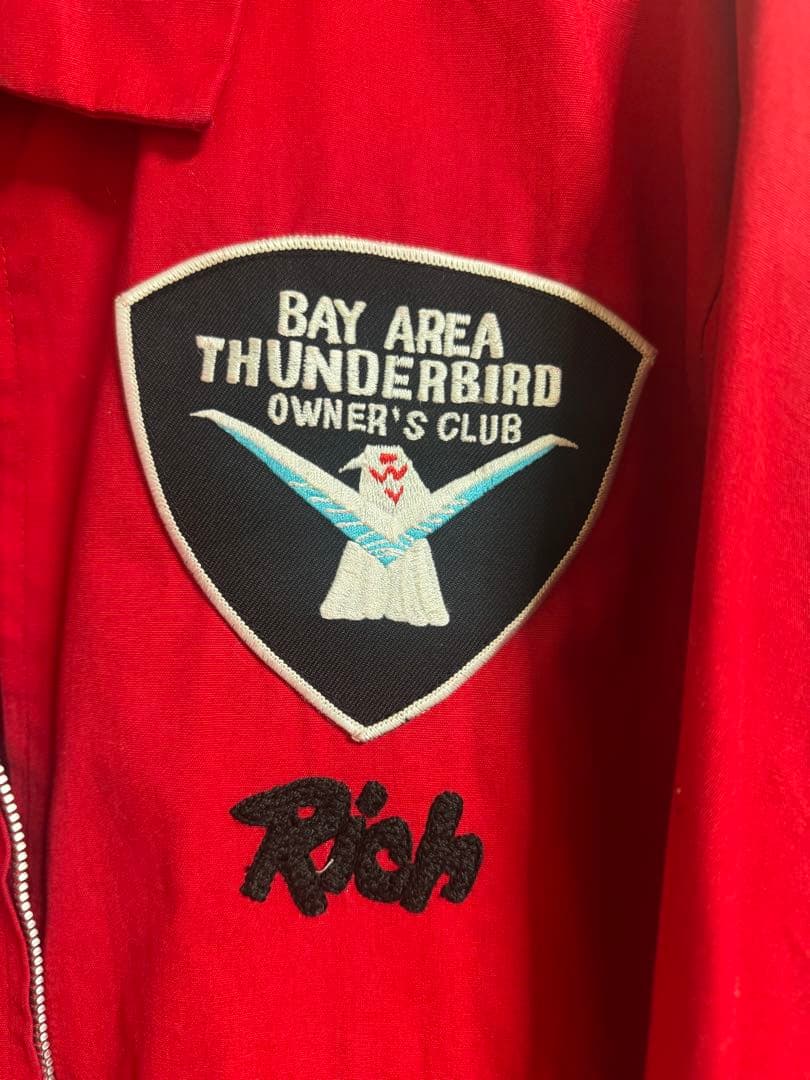 BAY AREA
THUNDERBIRD
OWNER'S CLUB
Rich